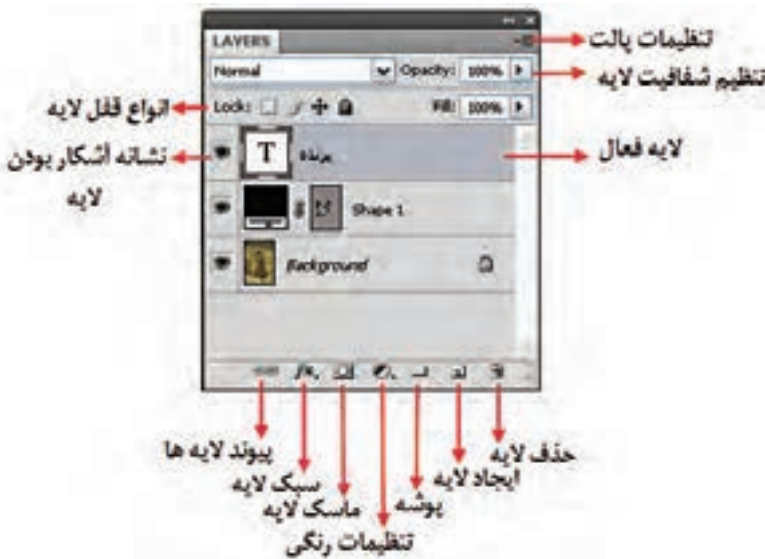 LAYERS
تنظیمات پالت
Normal Opacity: 100%
تنظیم شفافیت لایه
انواع قفل لایه
Lock: Fill: 100%
نشانه آشکار بودن
لایه
T
لایه فعال
Shape 1
Background
fx
پیوند لایه ها
سبک لایه
ماسک لایه
تنظیمات رنگی
پوشه
ایجاد لایه
حذف لایه